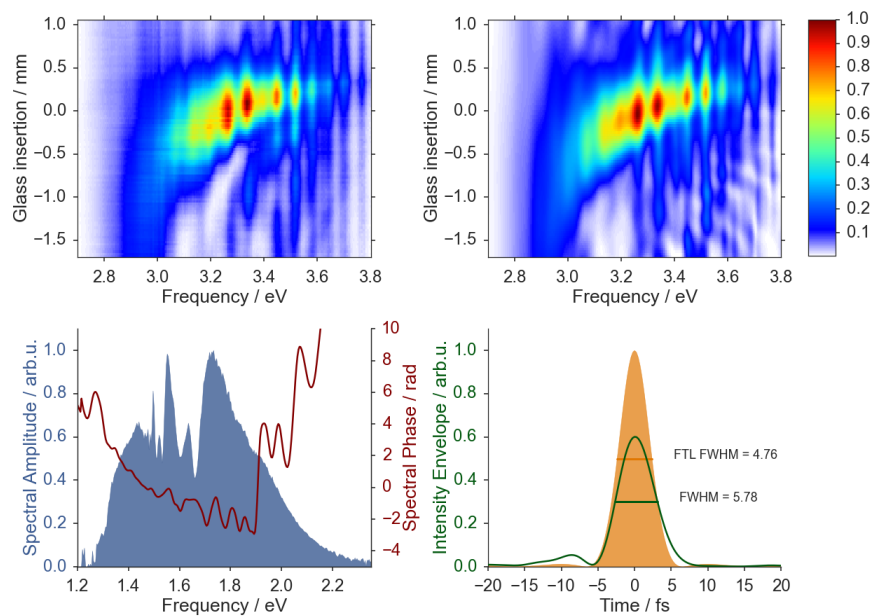 1.0
0.5
0.0
−0.5
−1.0
−1.5
Glass insertion / mm
2.7 3.0 3.2 3.4 3.6 3.8
Frequency / eV
1.0
0.5
0.0
−0.5
−1.0
−1.5
Glass insertion / mm
2.7 3.0 3.2 3.4 3.6 3.8
Frequency / eV
1.0
0.9
0.8
0.7
0.6
0.5
0.4
0.3
0.2
0.1
1.0
0.8
0.6
0.4
0.2
0.0
Spectral Amplitude / arb.u.
1.2 1.4 1.6 1.8 2.0 2.2
Frequency / eV
10
8
6
4
2
0
−2
−4
Spectral Phase / rad
1.0
0.8
0.6
0.4
0.2
0.0
Intensity Envelope / arb.u.
FTL FWHM = 4.76
FWHM = 5.78
−20 −15 −10 −5 0 5 10 15 20
Time / fs